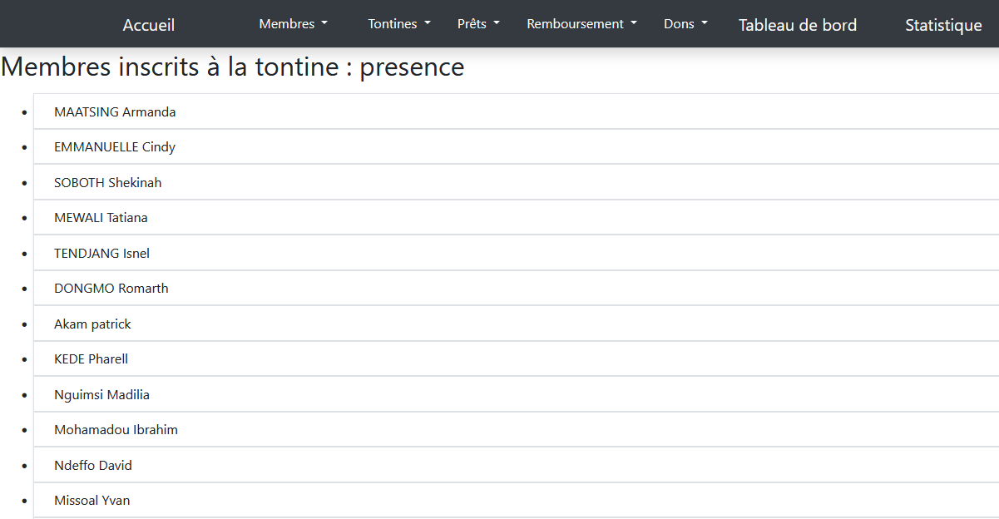 Accueil Membres Tontines Prêts Remboursement Dons Tableau de bord Statistique
Membres inscrits à la tontine : presence
MAATSING Armanda
EMMANUELLE Cindy
SOBOTH Shekinah
MEWALI Tatiana
TENDJANG Isnel
DONGMO Romarth
Akam patrick
KEDE Pharell
Nguimsi Madilia
Mohamadou Ibrahim
Ndeffo David
Missoal Yvan